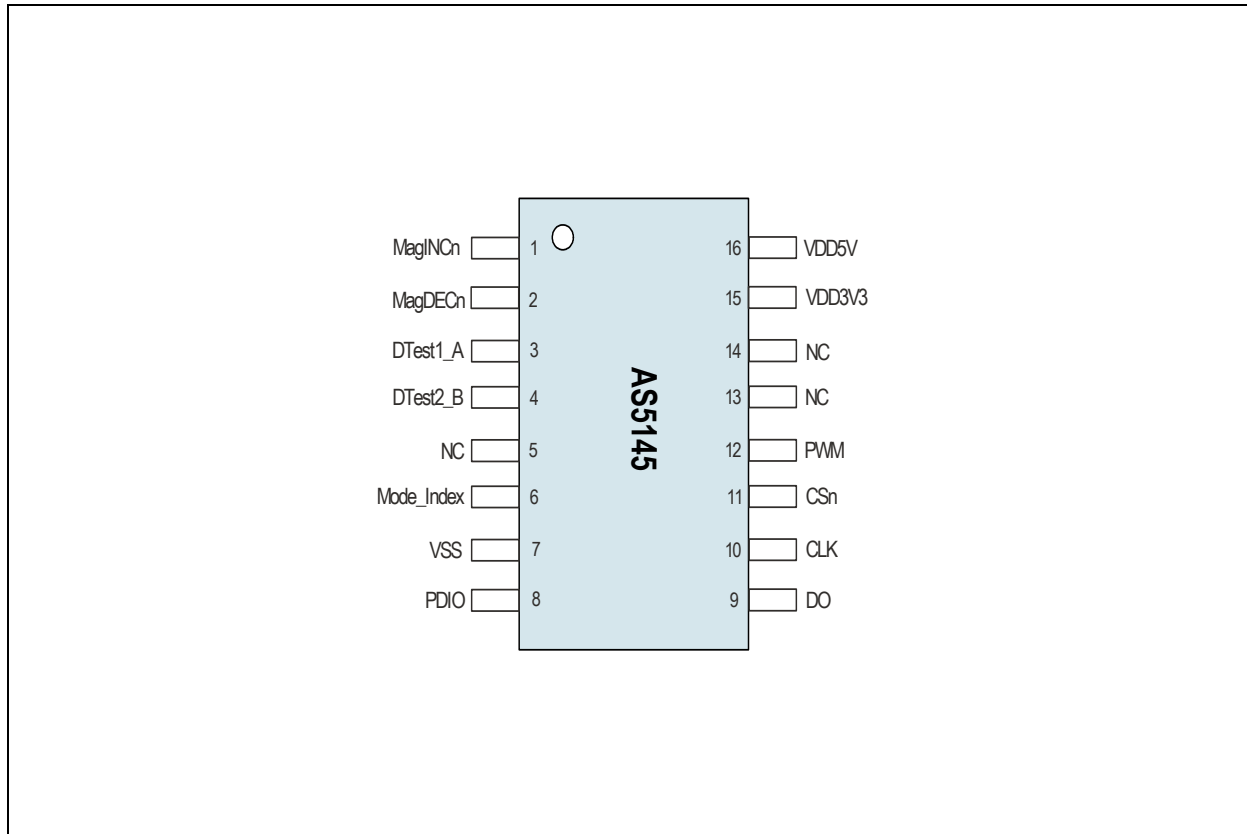 MagINCn 1 16 VDD5V
MagDECn 2 15 VDD3V3
DTest1_A 3 14 NC
DTest2_B 4 13 NC
NC 5 12 PWM
Mode_Index 6 11 CSn
VSS 7 10 CLK
PDIO 8 9 DO
AS5145